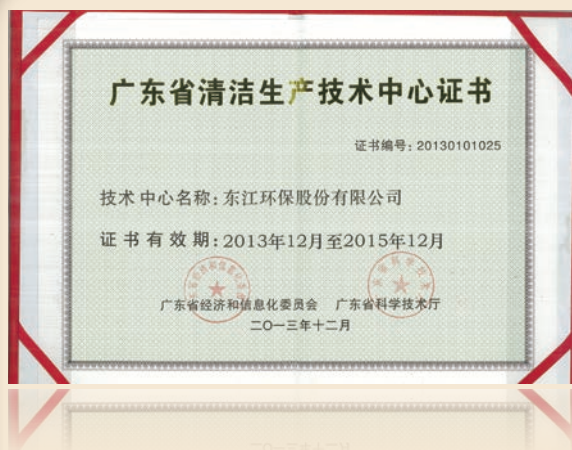 广东省清洁生产技术中心证书
证书编号: 20130101025
技术中心名称: 东江环保股份有限公司
证书有效期: 2013年12月至2015年12月
广东省经济和信息化委员会 广东省科学技术厅
二〇一三年十二月